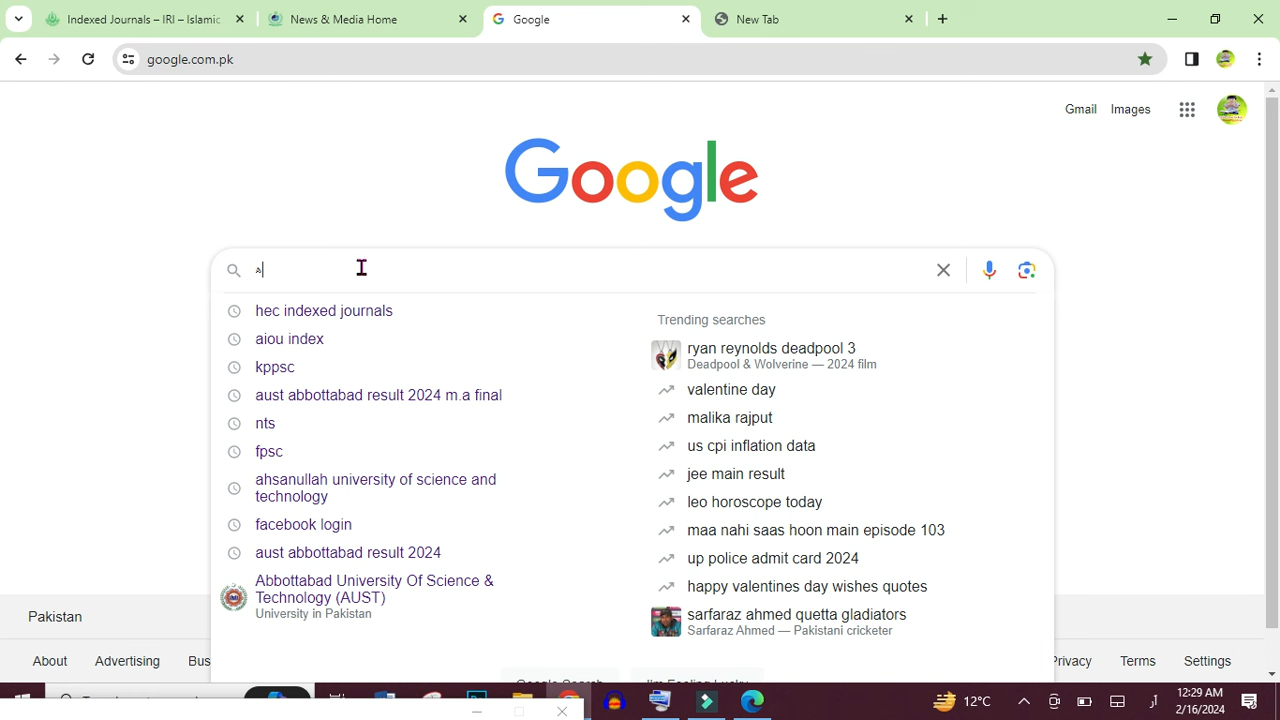 Indexed Journals – IRI – Islamic
News & Media Home
Google
New Tab
google.com.pk
Gmail
Images
Google
A
hec indexed journals
aiou index
kppsc
aust abbottabad result 2024 m.a final
nts
fpsc
ahsanullah university of science and
technology
facebook login
aust abbottabad result 2024
Abbottabad University Of Science &
Technology (AUST)
University in Pakistan
Trending searches
ryan reynolds deadpool 3
Deadpool & Wolverine — 2024 film
valentine day
malika rajput
us cpi inflation data
jee main result
leo horoscope today
maa nahi saas hoon main episode 103
up police admit card 2024
happy valentines day wishes quotes
sarfaraz ahmed quetta gladiators
Sarfaraz Ahmed — Pakistani cricketer
Pakistan
About
Advertising
Bus
Privacy
Terms
Settings
12°C
12:29 AM
2/16/2024